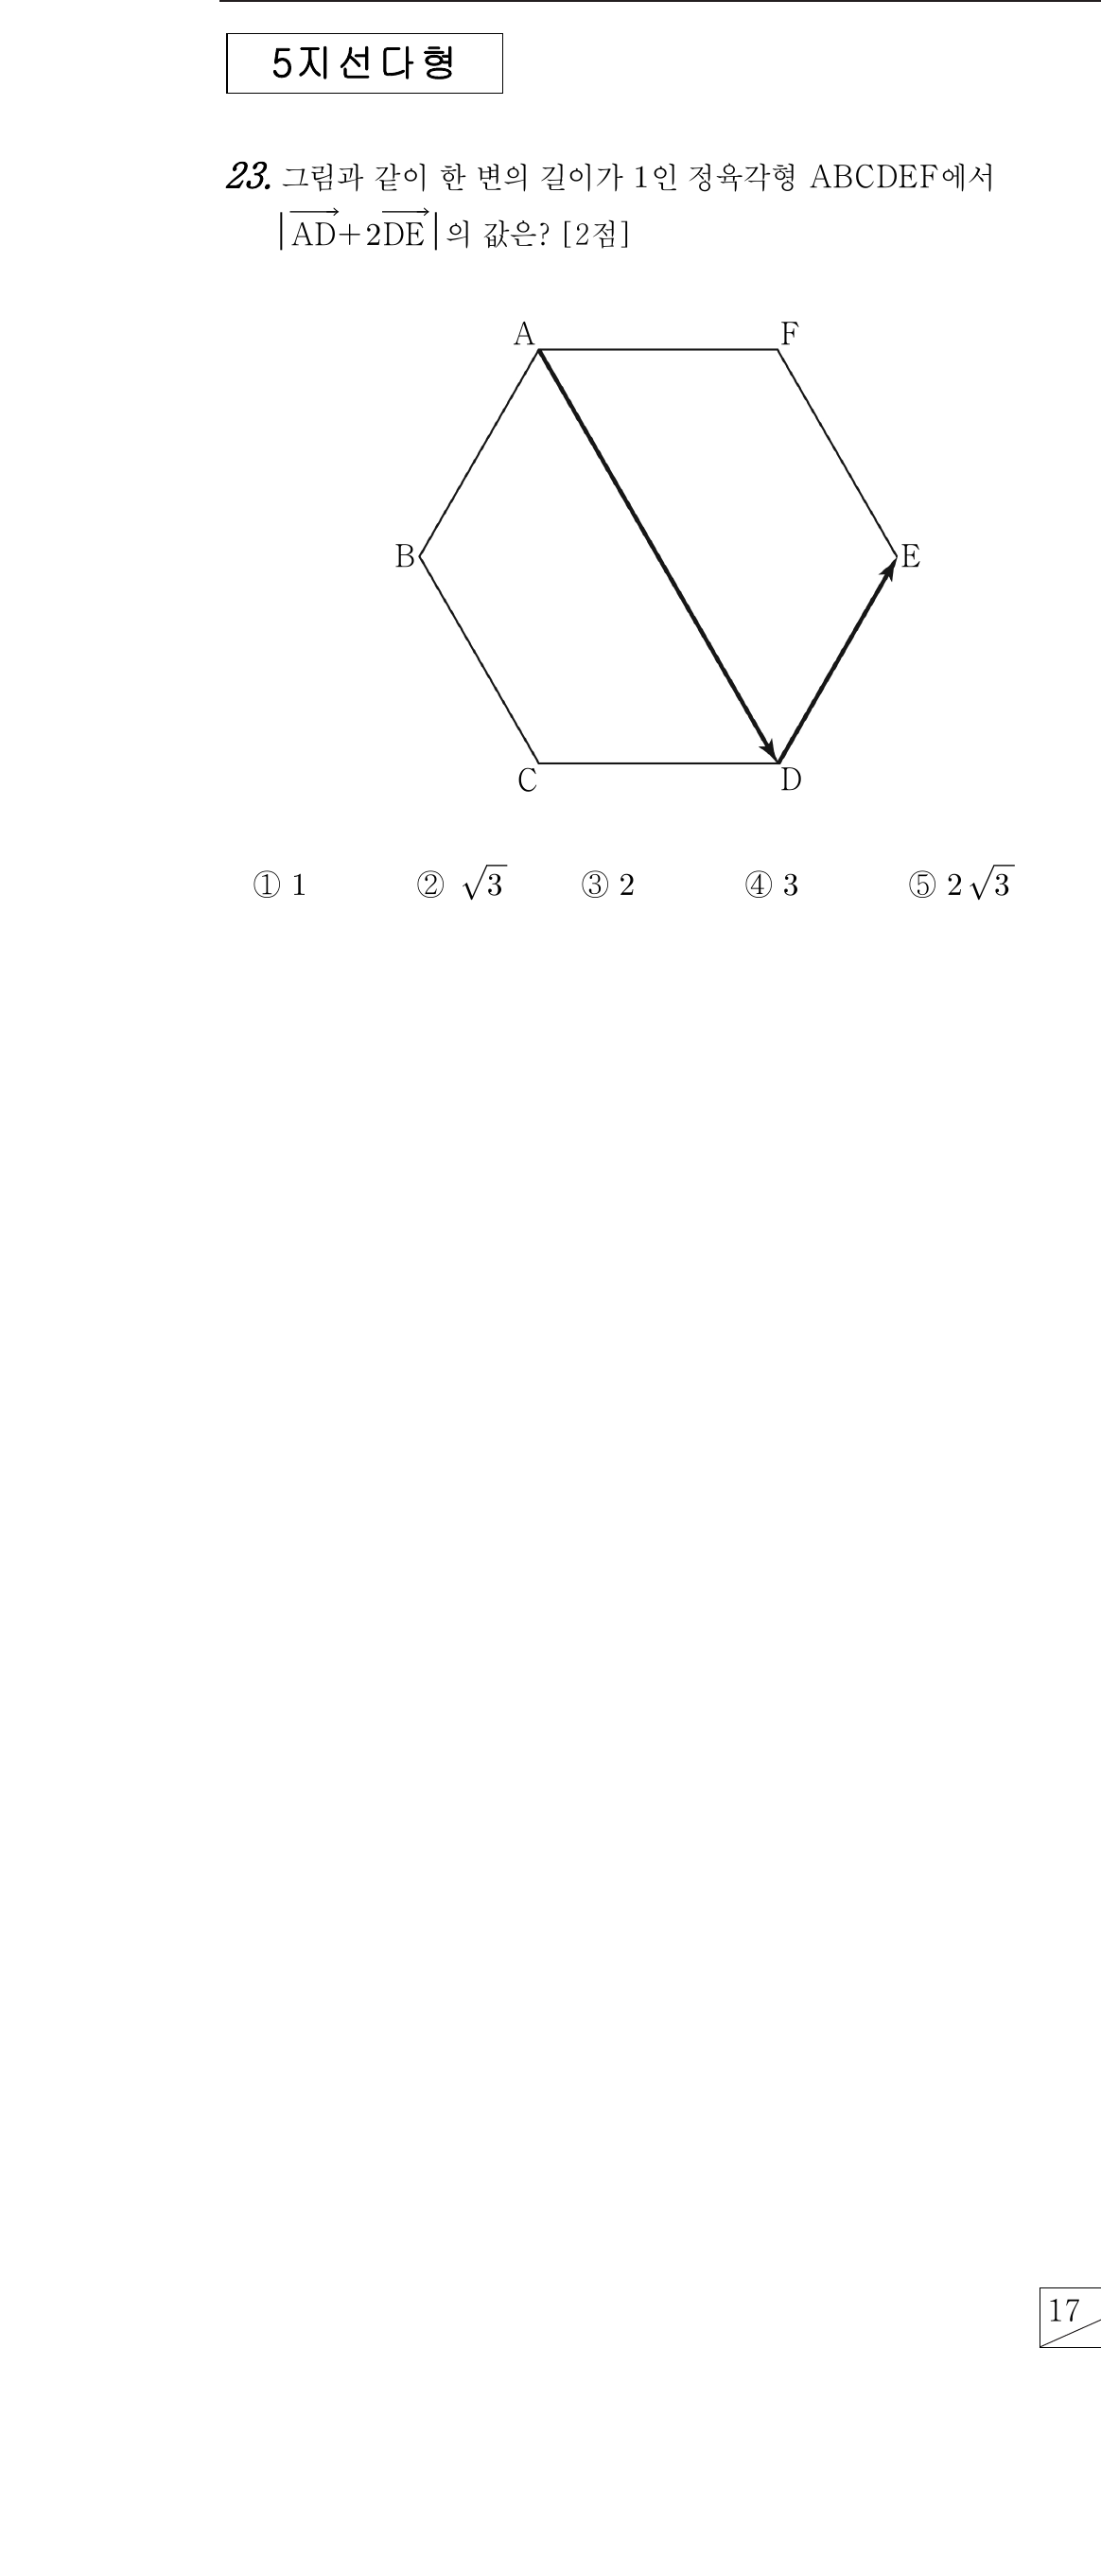 5지선다형
23. 그림과 같이 한 변의 길이가 1인 정육각형 ABCDEF에서
|\overrightarrow{AD}+2\overrightarrow{DE}|의 값은? [2점]
A F
B E
C D
① 1 ② √3 ③ 2 ④ 3 ⑤ 2√3
17